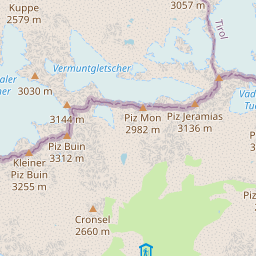 Kuppe
2579 m
3057 m
Tirol
Vermuntgletscher
3030 m
3144 m
Piz Mon
2982 m
Piz Jeramias
3136 m
Piz Buin
3312 m
Kleiner
Piz Buin
3255 m
Cronsel
2660 m